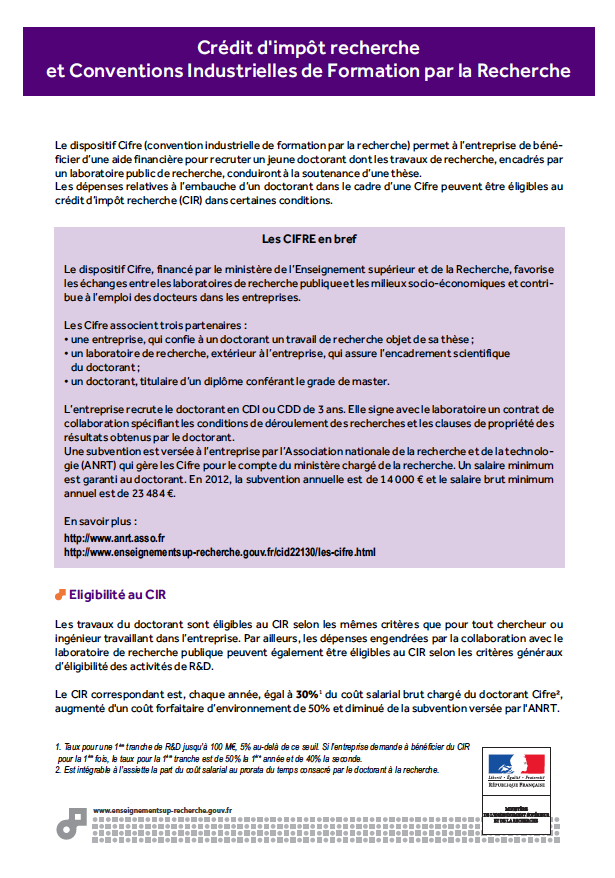 Crédit d'impôt recherche
et Conventions Industrielles de Formation par la Recherche
Le dispositif Cifre (convention industrielle de formation par la recherche) permet à l'entreprise de béné-
ficier d'une aide financière pour recruter un jeune doctorant dont les travaux de recherche, encadrés par
un laboratoire public de recherche, conduiront à la soutenance d'une thèse.
Les dépenses relatives à l'embauche d'un doctorant dans le cadre d'une Cifre peuvent être éligibles au
crédit d'impôt recherche (CIR) dans certaines conditions.
Les CIFRE en bref
Le dispositif Cifre, financé par le ministère de l'Enseignement supérieur et de la Recherche, favorise
les échanges entre les laboratoires de recherche publique et les milieux socio-économiques et contri-
bue à l'emploi des docteurs dans les entreprises.
Les Cifre associent trois partenaires :
• une entreprise, qui confie à un doctorant un travail de recherche objet de sa thèse ;
• un laboratoire de recherche, extérieur à l'entreprise, qui assure l'encadrement scientifique
du doctorant ;
• un doctorant, titulaire d'un diplôme conférant le grade de master.
L'entreprise recrute le doctorant en CDI ou CDD de 3 ans. Elle signe avec le laboratoire un contrat de
collaboration spécifiant les conditions de déroulement des recherches et les clauses de propriété des
résultats obtenus par le doctorant.
Une subvention est versée à l'entreprise par l'Association nationale de la recherche et de la technolo-
gie (ANRT) qui gère les Cifre pour le compte du ministère chargé de la recherche. Un salaire minimum
est garanti au doctorant. En 2012, la subvention annuelle est de 14 000 € et le salaire brut minimum
annuel est de 23 484 €.
En savoir plus :
http://www.anrt.asso.fr
http://www.enseignementsup-recherche.gouv.fr/cid22130/les-cifre.html
Eligibilité au CIR
Les travaux du doctorant sont éligibles au CIR selon les mêmes critères que pour tout chercheur ou
ingénieur travaillant dans l'entreprise. Par ailleurs, les dépenses engendrées par la collaboration avec le
laboratoire de recherche publique peuvent également être éligibles au CIR selon les critères généraux
d'éligibilité des activités de R&D.
Le CIR correspondant est, chaque année, égal à 30%¹ du coût salarial brut chargé du doctorant Cifre²,
augmenté d'un coût forfaitaire d'environnement de 50% et diminué de la subvention versée par l'ANRT.
1. Taux pour une 1ère tranche de R&D jusqu'à 100 M€, 5% au-delà de ce seuil. Si l'entreprise demande à bénéficier du CIR
pour la 1ère fois, le taux pour la 1ère tranche est de 50% la 1ère année et de 40% la seconde.
2. Est intégrable à l'assiette la part du coût salarial au prorata du temps consacré par le doctorant à la recherche.
Liberté • Égalité • Fraternité
RÉPUBLIQUE FRANÇAISE
MINISTÈRE
DE L'ENSEIGNEMENT SUPÉRIEUR
ET DE LA RECHERCHE
www.enseignementsup-recherche.gouv.fr